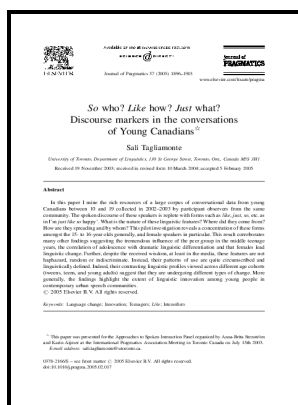 Available online at www.sciencedirect.com
SCIENCE DIRECT®
ELSEVIER
Journal of Pragmatics 37 (2005) 1896–1915
Journal of
PRAGMATICS
www.elsevier.com/locate/pragma
So who? Like how? Just what?
Discourse markers in the conversations
of Young Canadians☆
Sali Tagliamonte
University of Toronto, Department of Linguistics, 130 St George Street, Toronto, Ont., Canada M5S 3H1
Received 19 November 2003; received in revised form 10 March 2004; accepted 5 February 2005
Abstract
In this paper I mine the rich resources of a large corpus of conversational data from young
Canadians between 10 and 19 collected in 2002–2003 by participant observers from the same
community. The spoken discourse of these speakers is replete with forms such as like, just, so, etc. as
in I'm just like so happy'. What is the nature of these linguistic features? Where did they come from?
How are they spreading and by whom? This pilot investigation reveals a concentration of these forms
amongst the 15- to 16-year olds generally, and female speakers in particular. This result corroborates
many other findings suggesting the tremendous influence of the peer group in the middle teenage
years, the correlation of adolescence with dramatic linguistic differentiation and that females lead
linguistic change. Further, despite the received wisdom, at least in the media, these features are not
haphazard, random or indiscriminate. Instead, their patterns of use are quite circumscribed and
linguistically defined. Indeed, their contrasting profiles viewed across different age cohorts
(tweens, teens, and young adults) suggest that they are undergoing different types of change. More
generally, the findings highlight the extent of linguistic innovation among young people in
contemporary urban speech communities.
© 2005 Elsevier B.V. All rights reserved.
Keywords: Language change; Innovation; Teenagers; Like; Intensifiers
☆ This paper was presented for the Approaches to Spoken Interaction Panel organized by Anna-Brita Stenström
and Karin Aijmer at the International Pragmatics Association Meeting in Toronto Canada on July 15th 2003.
E-mail address: salitagliamonte@utoronto.ca.
0378-2166/$ – see front matter © 2005 Elsevier B.V. All rights reserved.
doi:10.1016/j.pragma.2005.02.017